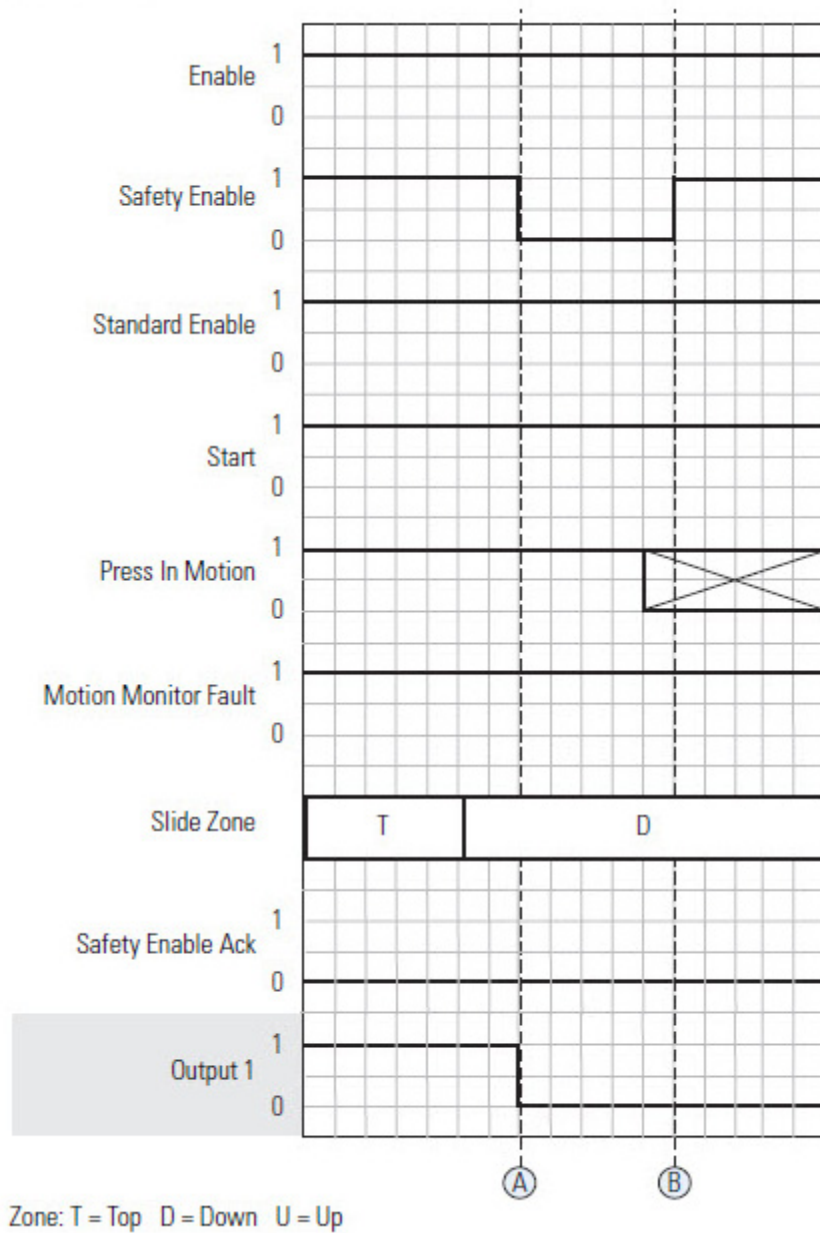 1
Enable
0
1
Safety Enable
0
1
Standard Enable
0
1
Start
0
1
Press In Motion
0
1
Motion Monitor Fault
0
Slide Zone T D
1
Safety Enable Ack
0
1
Output 1
0
A B
Zone: T = Top D = Down U = Up